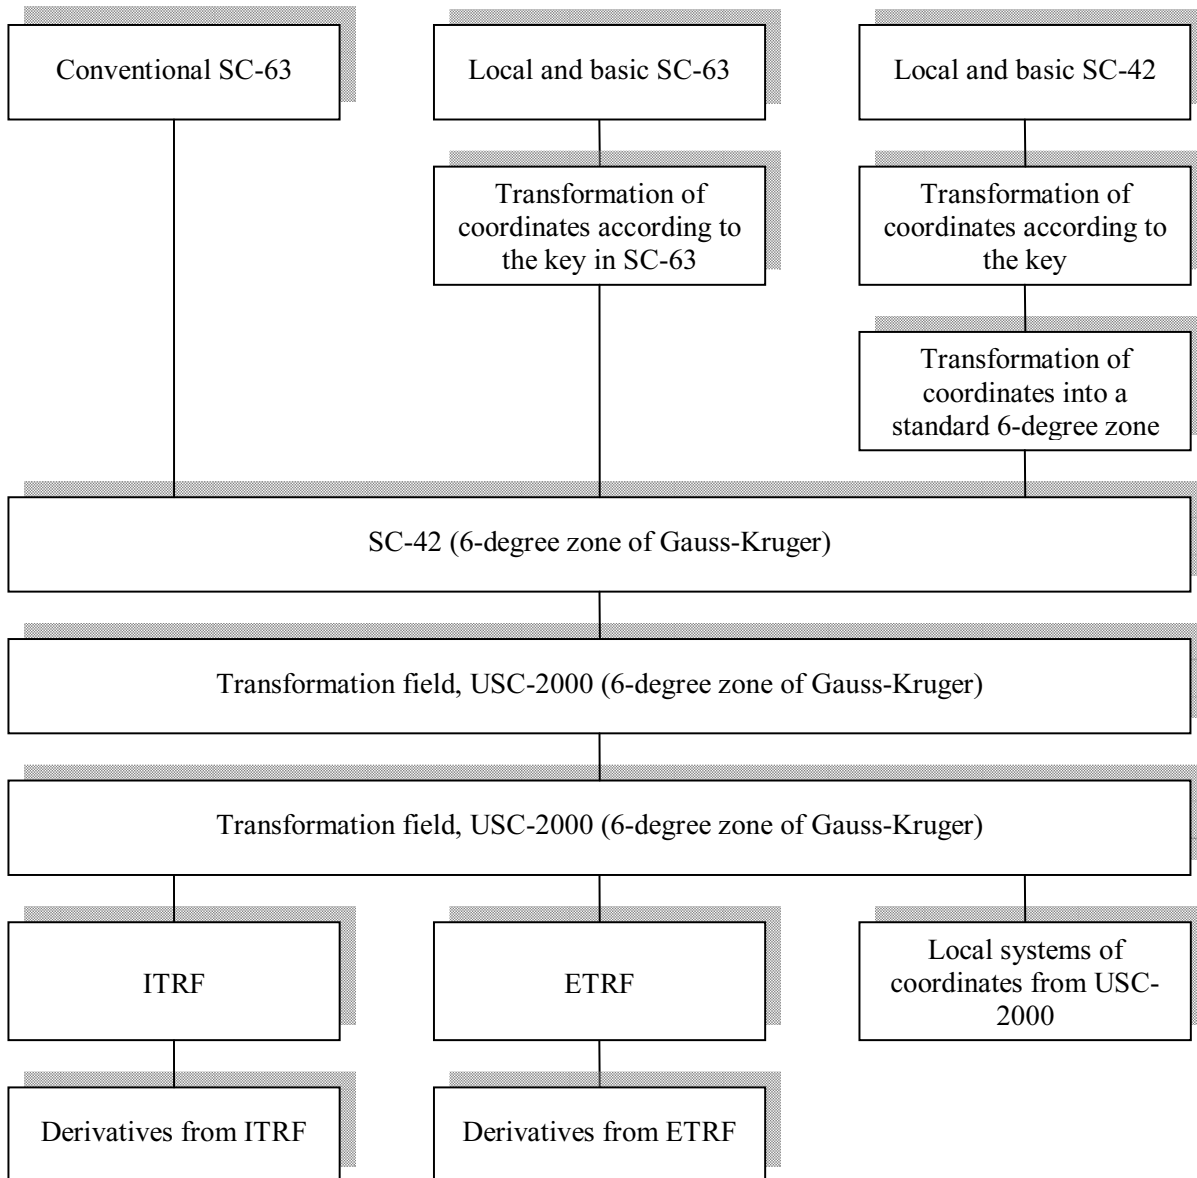 Conventional SC-63
Local and basic SC-63
Local and basic SC-42
Transformation of
coordinates according to
the key in SC-63
Transformation of
coordinates according to
the key
Transformation of
coordinates into a
standard 6-degree zone
SC-42 (6-degree zone of Gauss-Kruger)
Transformation field, USC-2000 (6-degree zone of Gauss-Kruger)
Transformation field, USC-2000 (6-degree zone of Gauss-Kruger)
ITRF
ETRF
Local systems of
coordinates from USC-
2000
Derivatives from ITRF
Derivatives from ETRF